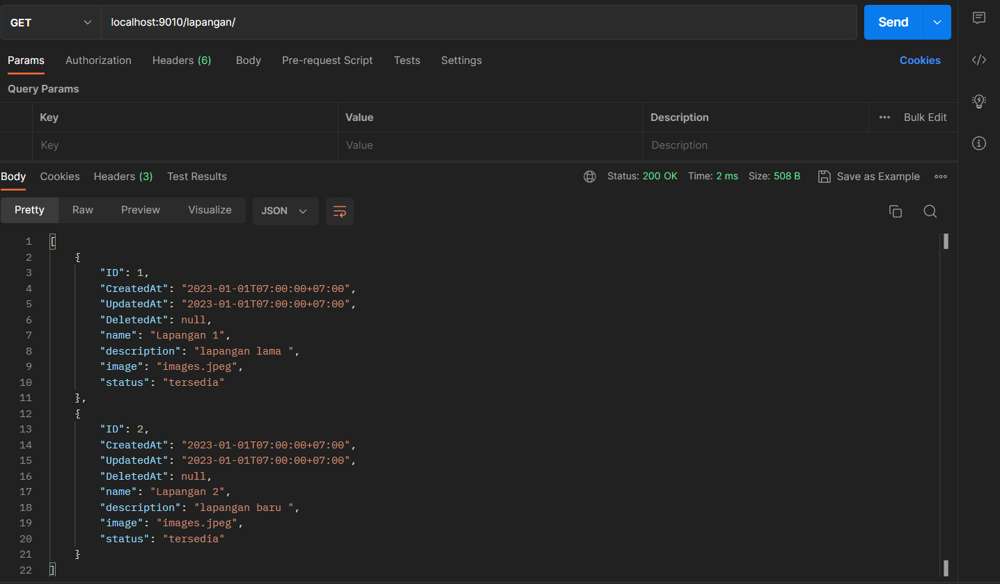 GET localhost:9010/lapangan/ Send
Params Authorization Headers (6) Body Pre-request Script Tests Settings Cookies
Query Params
Key Value Description ••• Bulk Edit
Key Value Description
Body Cookies Headers (3) Test Results Status: 200 OK Time: 2 ms Size: 508 B Save as Example •••
Pretty Raw Preview Visualize JSON
1 [
2 {
3 "ID": 1,
4 "CreatedAt": "2023-01-01T07:00:00+07:00",
5 "UpdatedAt": "2023-01-01T07:00:00+07:00",
6 "DeletedAt": null,
7 "name": "Lapangan 1",
8 "description": "lapangan lama ",
9 "image": "images.jpeg",
10 "status": "tersedia"
11 },
12 {
13 "ID": 2,
14 "CreatedAt": "2023-01-01T07:00:00+07:00",
15 "UpdatedAt": "2023-01-01T07:00:00+07:00",
16 "DeletedAt": null,
17 "name": "Lapangan 2",
18 "description": "lapangan baru ",
19 "image": "images.jpeg",
20 "status": "tersedia"
21 }
22 ]